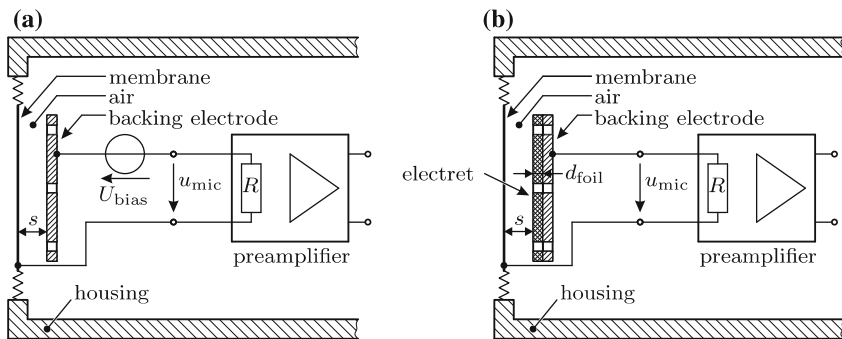 (a)
membrane
air
backing electrode
U_bias
u_mic
R
s
preamplifier
housing
(b)
membrane
air
backing electrode
electret
d_foil
u_mic
R
s
preamplifier
housing